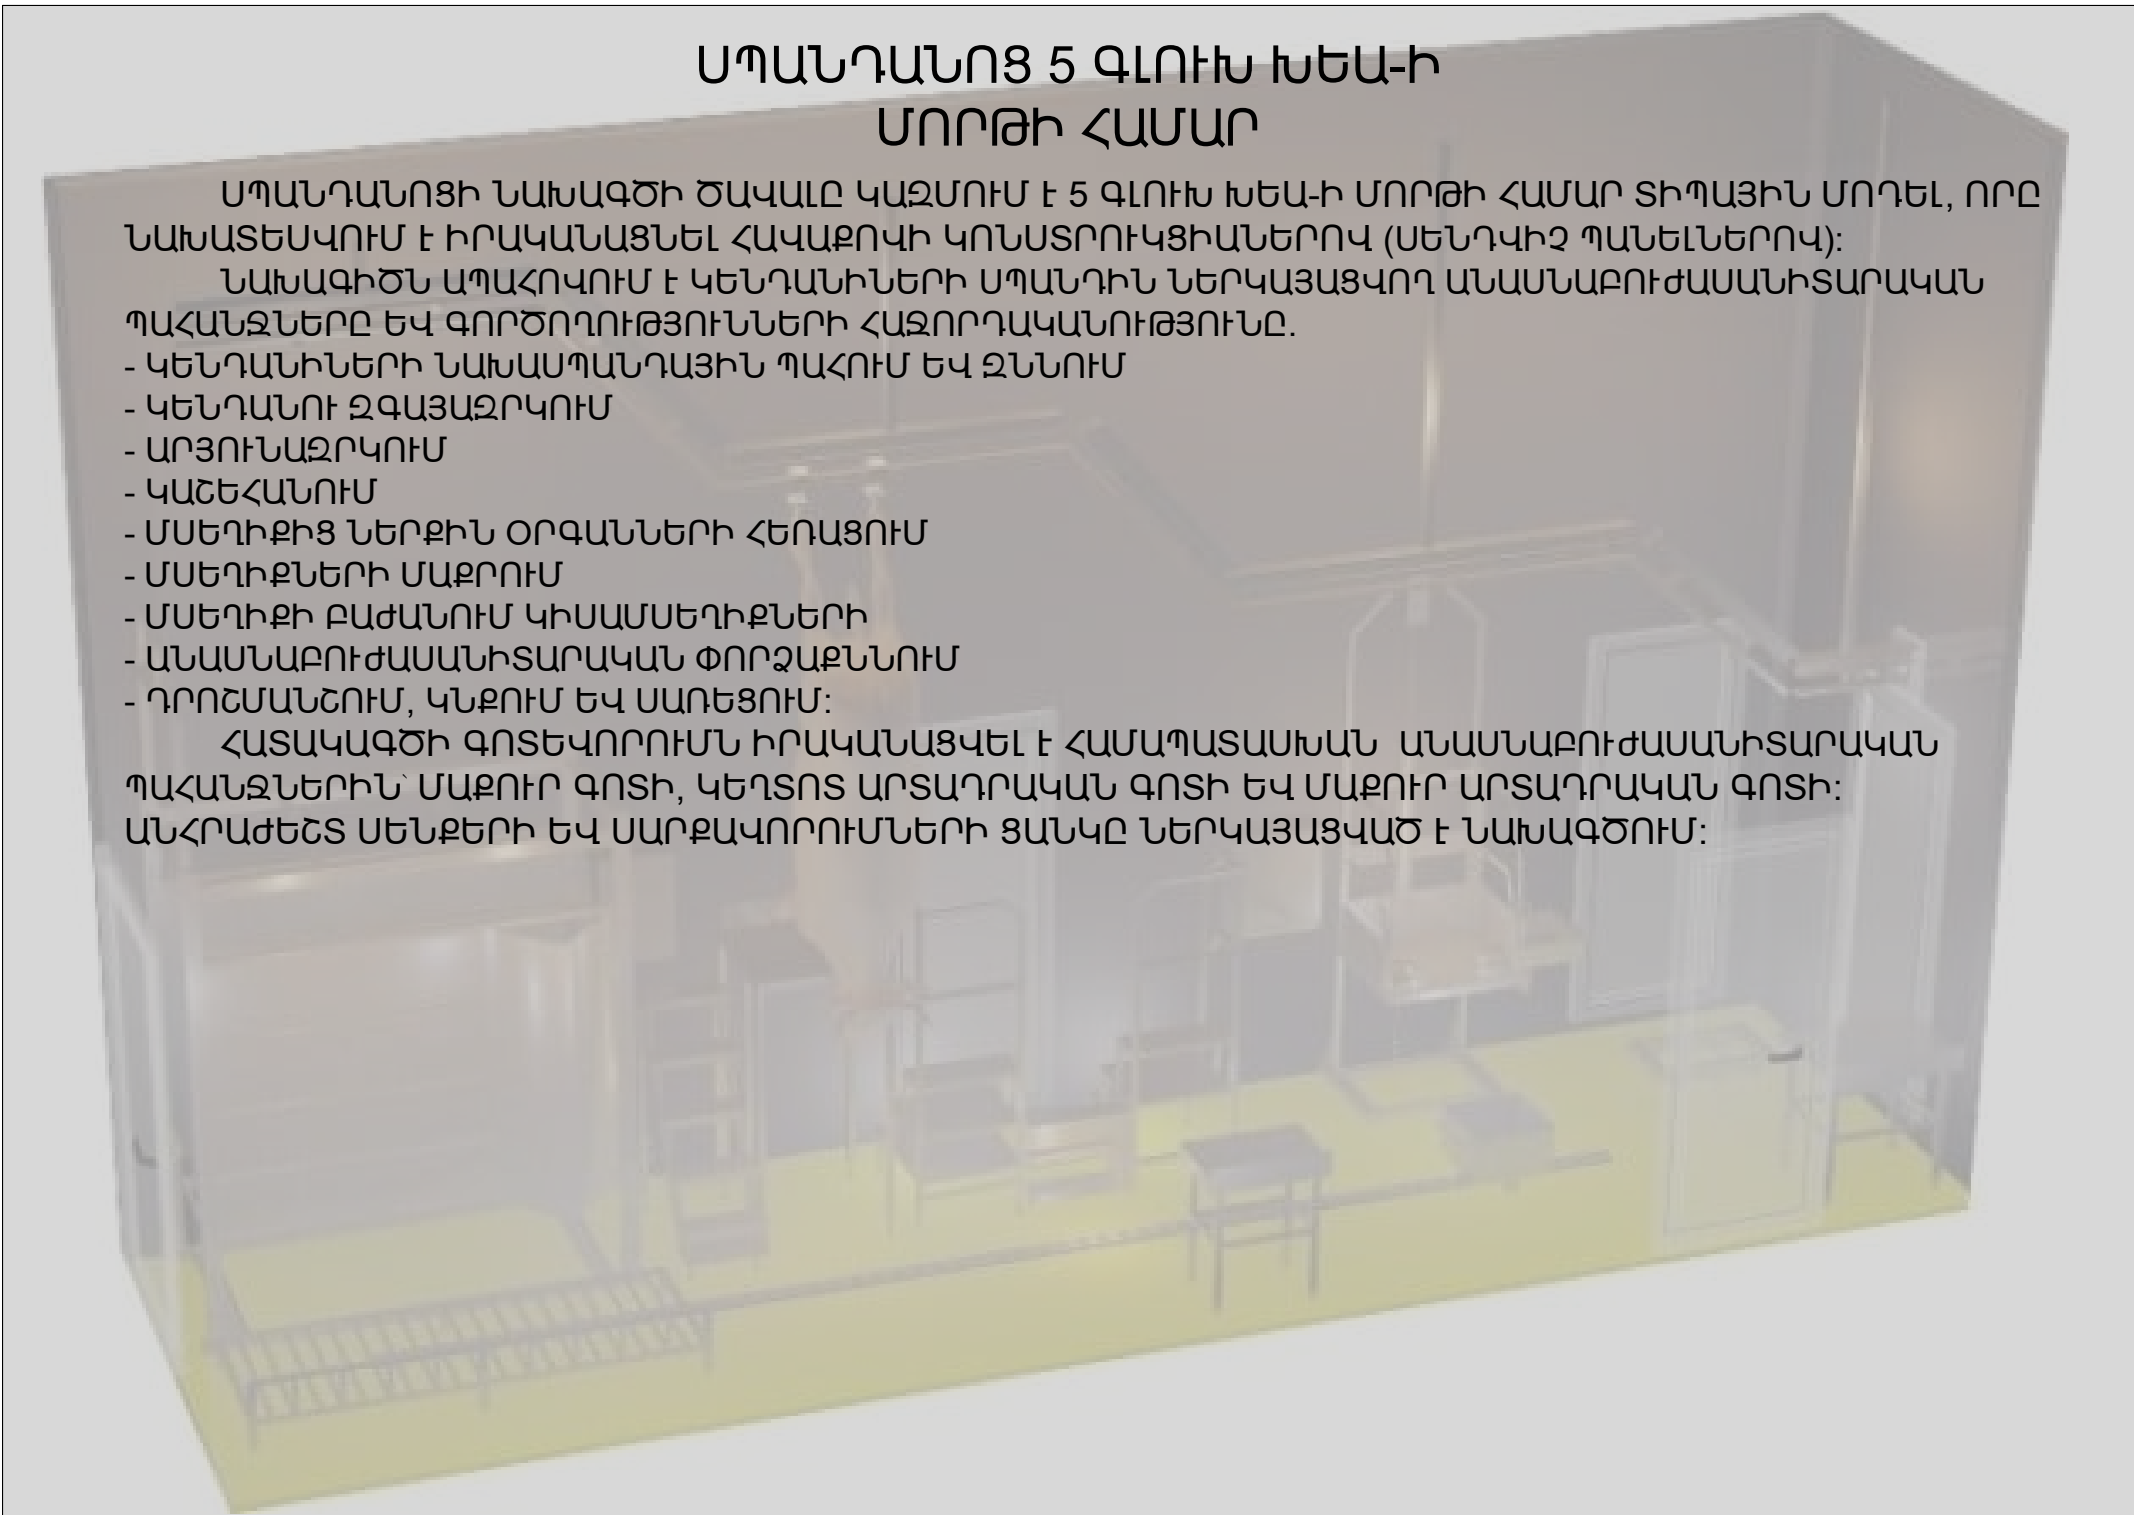 ՍՊԱՆԴԱՆՈՑ 5 ԳԼՈՒԽ ԽԵԱ-Ի
ՄՈՐԹԻ ՀԱՄԱՐ
ՍՊԱՆԴԱՆՈՑԻ ՆԱԽԱԳԾԻ ԾԱՎԱԼԸ ԿԱԶՄՈՒՄ է 5 ԳԼՈՒԽ ԽԵԱ-Ի ՄՈՐԹԻ ՀԱՄԱՐ ՏԻՊԱՅԻՆ ՄՈԴԵԼ, ՈՐԸ
ՆԱԽԱՏԵՍՎՈՒՄ է ԻՐԱԿԱՆԱՑՆԵԼ ՀԱՎԱՔՈՎԻ ԿՈՆՍՏՐՈՒԿՑԻԱՆԵՐՈՎ (ՍԵՆԴՎԻՉ ՊԱՆԵԼՆԵՐՈՎ):
ՆԱԽԱԳԻԾՆ ԱՊԱՀՈՎՈՒՄ է ԿԵՆԴԱՆԻՆԵՐԻ ՍՊԱՆԴԻՆ ՆԵՐԿԱՅԱՑՎՈՂ ԱՆԱՍՆԱԲՈՒԺԱՍԱՆԻՏԱՐԱԿԱՆ
ՊԱՀԱՆՋՆԵՐԸ ԵՎ ԳՈՐԾՈՂՈՒԹՅՈՒՆՆԵՐԻ ՀԱՋՈՐԴԱԿԱՆՈՒԹՅՈՒՆԸ.
- ԿԵՆԴԱՆԻՆԵՐԻ ՆԱԽԱՍՊԱՆԴԱՅԻՆ ՊԱՀՈՒՄ ԵՎ ԶՆՆՈՒՄ
- ԿԵՆԴԱՆՈՒ ԶԳԱՅԱԶՐԿՈՒՄ
- ԱՐՅՈՒՆԱԶՐԿՈՒՄ
- ԿԱՇԵՀԱՆՈՒՄ
- ՄՍԵՂԻՔԻՑ ՆԵՐՔԻՆ ՕՐԳԱՆՆԵՐԻ ՀԵՌԱՑՈՒՄ
- ՄՍԵՂԻՔՆԵՐԻ ՄԱՔՐՈՒՄ
- ՄՍԵՂԻՔԻ ԲԱԺԱՆՈՒՄ ԿԻՍԱՄՍԵՂԻՔՆԵՐԻ
- ԱՆԱՍՆԱԲՈՒԺԱՍԱՆԻՏԱՐԱԿԱՆ ՓՈՐՁԱՔՆՆՈՒՄ
- ԴՐՈՇՄԱՆՇՈՒՄ, ԿՆՔՈՒՄ ԵՎ ՍԱՌԵՑՈՒՄ:
ՀԱՏԱԿԱԳԾԻ ԳՈՏԵՎՈՐՈՒՄՆ ԻՐԱԿԱՆԱՑՎԵԼ է ՀԱՄԱՊԱՏԱՍԽԱՆ ԱՆԱՍՆԱԲՈՒԺԱՍԱՆԻՏԱՐԱԿԱՆ
ՊԱՀԱՆՋՆԵՐԻՆ՝ ՄԱՔՈՒՐ ԳՈՏԻ, ԿԵՂՏՈՏ ԱՐՏԱԴՐԱԿԱՆ ԳՈՏԻ ԵՎ ՄԱՔՈՒՐ ԱՐՏԱԴՐԱԿԱՆ ԳՈՏԻ:
ԱՆՀՐԱԺԵՇՏ ՍԵՆՔԵՐԻ ԵՎ ՍԱՐՔԱՎՈՐՈՒՄՆԵՐԻ ՑԱՆԿԸ ՆԵՐԿԱՅԱՑՎԱԾ է ՆԱԽԱԳԾՈՒՄ: